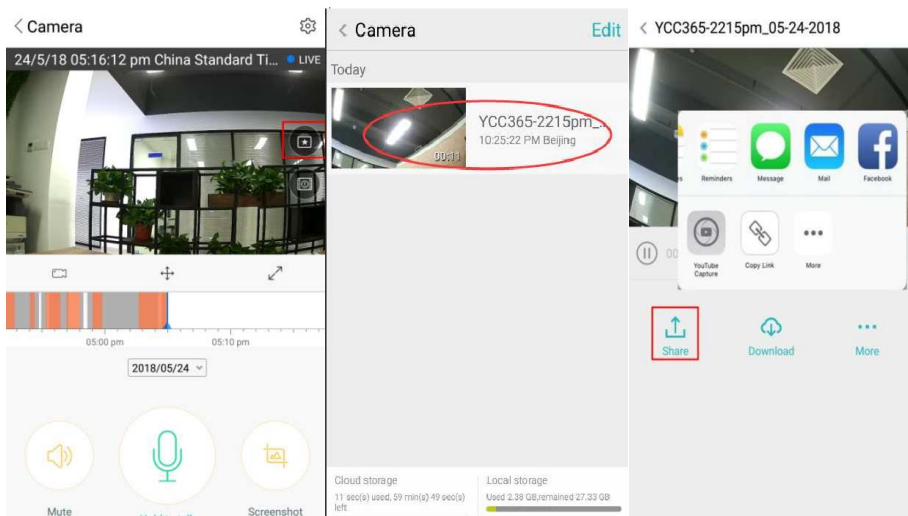 Camera
24/5/18 05:16:12 pm China Standard Ti... LIVE
05:00 pm
05:10 pm
2018/05/24
Mute
Screenshot
Camera
Edit
Today
00:11
YCC365-2215pm_...
10:25:22 PM Beijing
Cloud storage
11 sec(s) used, 59 min(s) 49 sec(s)
left
Local storage
Used 2.38 GB,remained 27.33 GB
YCC365-2215pm_05-24-2018
Reminders
Message
Mail
Facebook
YouTube
Capture
Copy Link
More
Share
Download
More